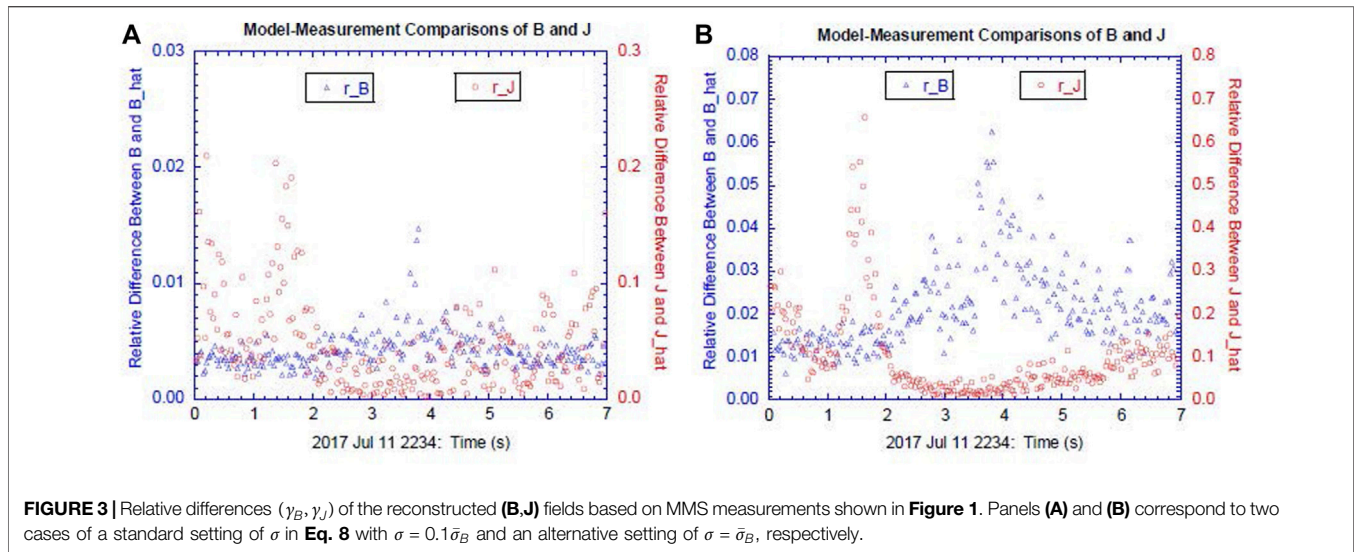 A
Model-Measurement Comparisons of B and J
0.03
0.02
0.01
0.00
Relative Difference Between B and B_hat
r_B
r_J
0.3
0.2
0.1
0.0
Relative Difference Between J and J_hat
0 1 2 3 4 5 6 7
2017 Jul 11 2234: Time (s)
B
Model-Measurement Comparisons of B and J
0.08
0.07
0.06
0.05
0.04
0.03
0.02
0.01
0.00
Relative Difference Between B and B_hat
r_B
r_J
0.8
0.7
0.6
0.5
0.4
0.3
0.2
0.1
0.0
Relative Difference Between J and J_hat
0 1 2 3 4 5 6 7
2017 Jul 11 2234: Time (s)
FIGURE 3 | Relative differences (γ_B, γ_J) of the reconstructed (B,J) fields based on MMS measurements shown in Figure 1. Panels (A) and (B) correspond to two
cases of a standard setting of σ in Eq. 8 with σ = 0.1σ̄_B and an alternative setting of σ = σ̄_B, respectively.